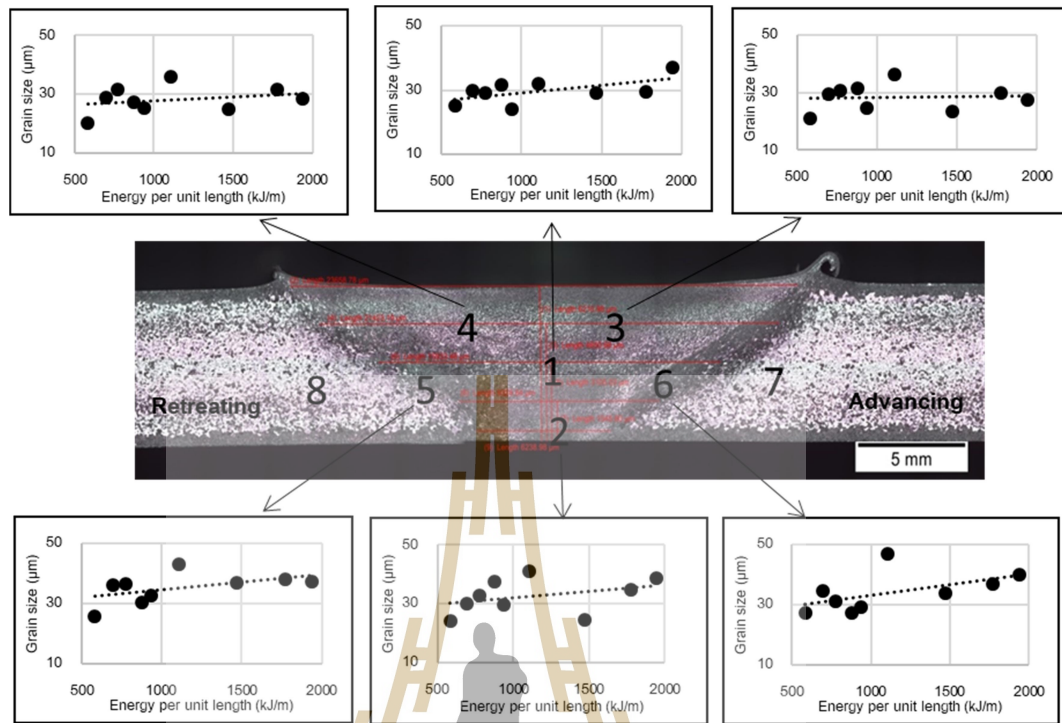 50
30
10
Grain size (µm)
500 1000 1500 2000
Energy per unit length (kJ/m)
50
30
10
Grain size (µm)
500 1000 1500 2000
Energy per unit length (kJ/m)
50
30
10
Grain size (µm)
500 1000 1500 2000
Energy per unit length (kJ/m)
4
3
1
8
5
6
7
Retreating
Advancing
2
5 mm
50
30
10
Grain size (µm)
500 1000 1500 2000
Energy per unit length (kJ/m)
50
30
10
Grain size (µm)
500 1000 1500 2000
Energy per unit length (kJ/m)
50
30
10
Grain size (µm)
500 1000 1500 2000
Energy per unit length (kJ/m)